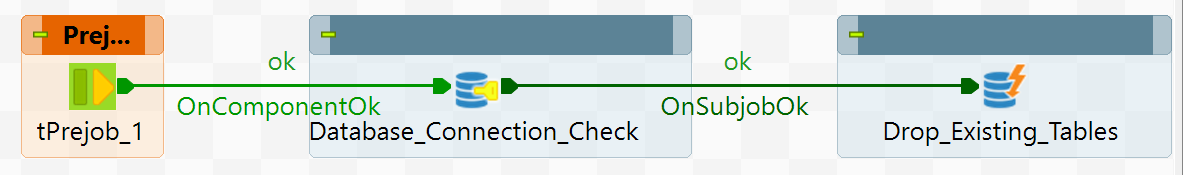 Prej...
ok
ok
OnComponentOk
OnSubjobOk
tPrejob_1
Database_Connection_Check
Drop_Existing_Tables